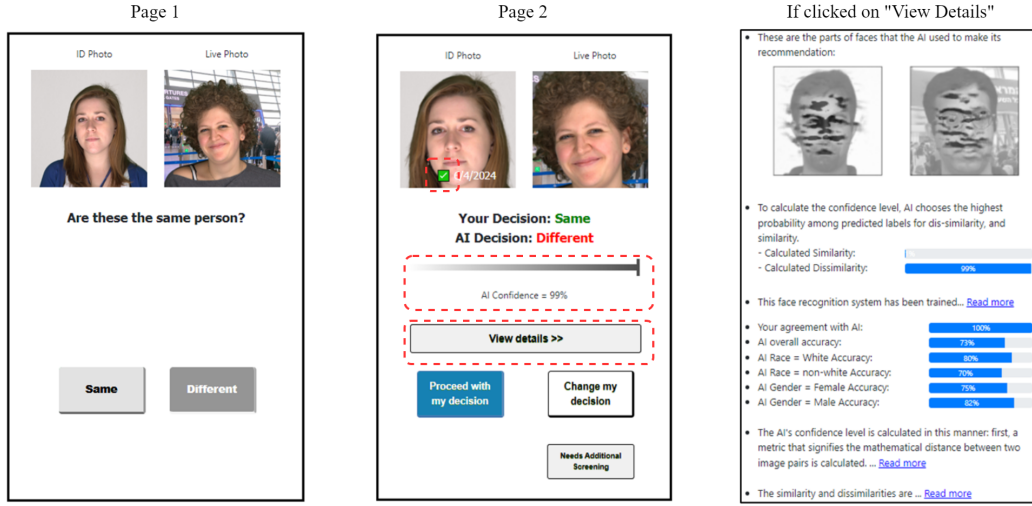 Page 1
Page 2
If clicked on "View Details"
ID Photo
Live Photo
Are these the same person?
Same
Different
ID Photo
Live Photo
/4/2024
Your Decision: Same
AI Decision: Different
AI Confidence = 99%
View details >>
Proceed with
my decision
Change my
decision
Needs Additional
Screening
• These are the parts of faces that the AI used to make its
recommendation:
• To calculate the confidence level, AI chooses the highest
probability among predicted labels for dis-similarity, and
similarity.
- Calculated Similarity:
- Calculated Dissimilarity: 99%
• This face recognition system has been trained... Read more
• Your agreement with AI: 100%
• AI overall accuracy: 73%
• AI Race = White Accuracy: 80%
• AI Race = non-white Accuracy: 70%
• AI Gender = Female Accuracy: 75%
• AI Gender = Male Accuracy: 82%
• The AI's confidence level is calculated in this manner: first, a
metric that signifies the mathematical distance between two
image pairs is calculated. ... Read more
• The similarity and dissimilarities are ... Read more